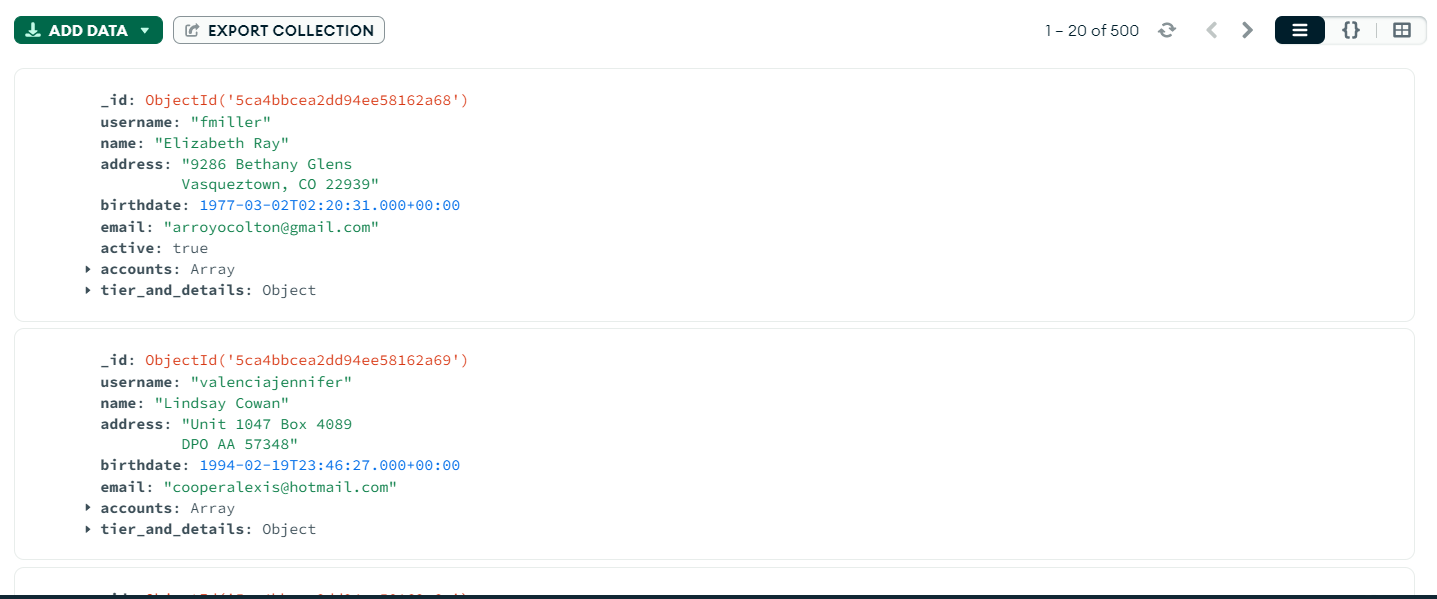 ADD DATA
EXPORT COLLECTION
1 – 20 of 500
{}
_id: ObjectId('5ca4bbcea2dd94ee58162a68')
username: "fmiller"
name: "Elizabeth Ray"
address: "9286 Bethany Glens
Vasqueztown, CO 22939"
birthdate: 1977-03-02T02:20:31.000+00:00
email: "arroyocolton@gmail.com"
active: true
accounts: Array
tier_and_details: Object
_id: ObjectId('5ca4bbcea2dd94ee58162a69')
username: "valenciajennifer"
name: "Lindsay Cowan"
address: "Unit 1047 Box 4089
DPO AA 57348"
birthdate: 1994-02-19T23:46:27.000+00:00
email: "cooperalexis@hotmail.com"
accounts: Array
tier_and_details: Object